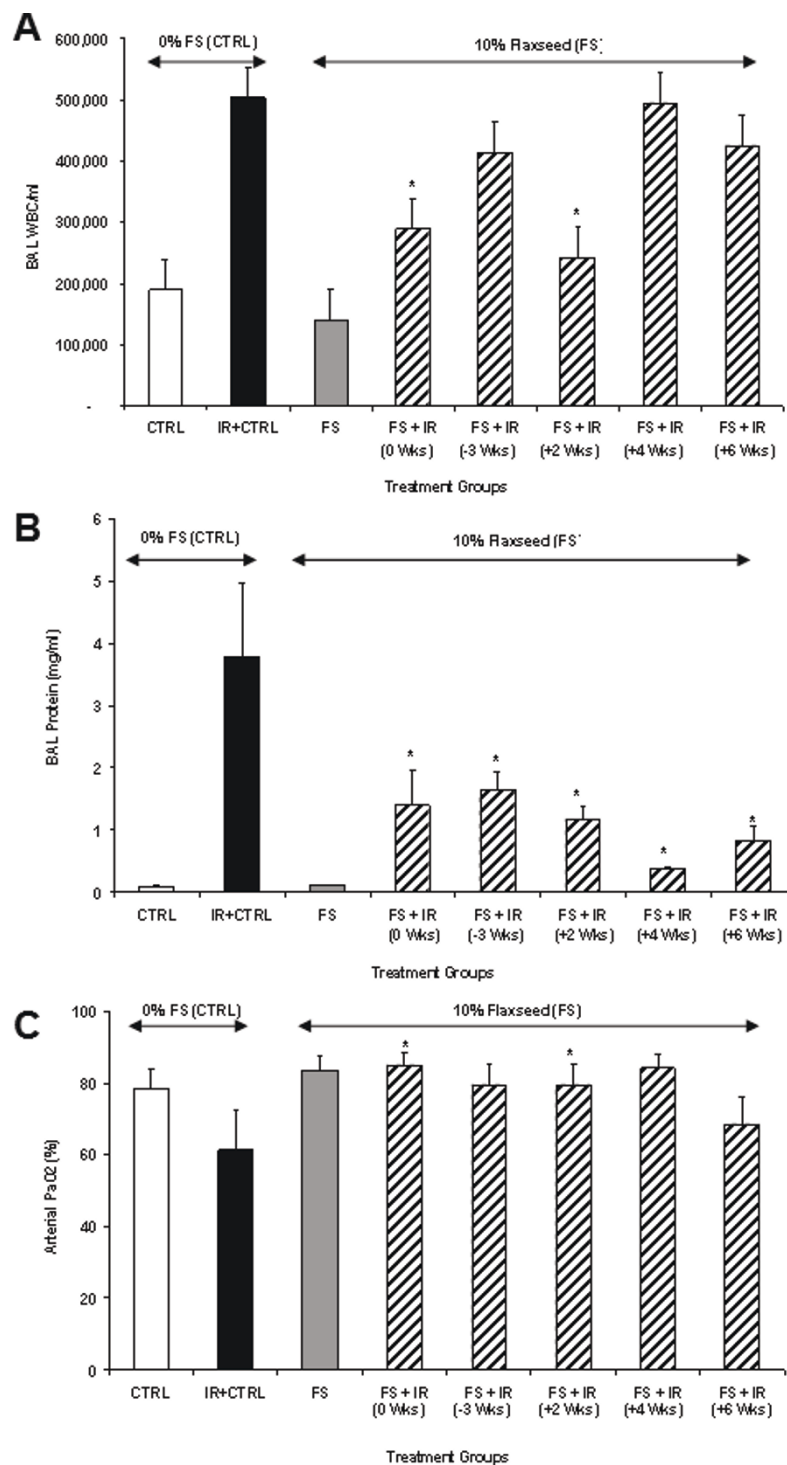 A
0% FS (CTRL)
10% Flaxseed (FS)
600,000
500,000
400,000
300,000
200,000
100,000
-
BAL WBC/ml
*
*
CTRL IR+CTRL FS FS + IR FS + IR FS + IR FS + IR FS + IR
(0 Wks) (-3 Wks) (+2 Wks) (+4 Wks) (+6 Wks)
Treatment Groups
B
0% FS (CTRL)
10% Flaxseed (FS)
6
5
4
3
2
1
0
BAL Protein (mg/ml)
* * * * *
CTRL IR+CTRL FS FS + IR FS + IR FS + IR FS + IR FS + IR
(0 Wks) (-3 Wks) (+2 Wks) (+4 Wks) (+6 Wks)
Treatment Groups
C
0% FS (CTRL)
10% Flaxseed (FS)
100
80
60
40
20
0
Arterial PaO2 (%)
* *
CTRL IR+CTRL FS FS + IR FS + IR FS + IR FS + IR FS + IR
(0 Wks) (-3 Wks) (+2 Wks) (+4 Wks) (+6 Wks)
Treatment Groups